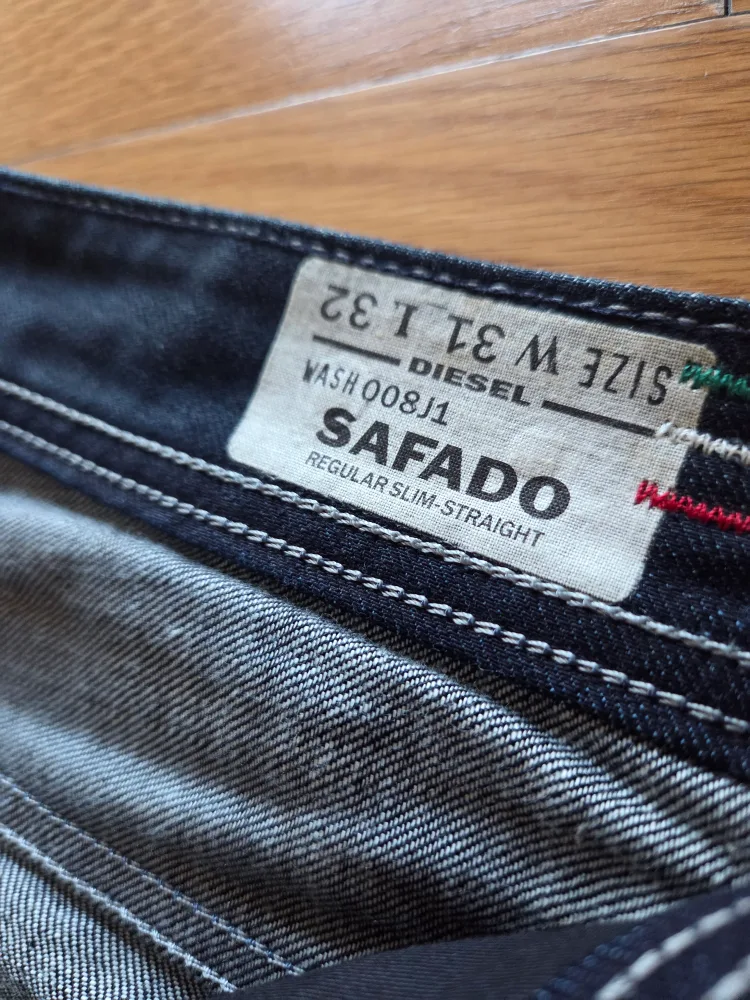 SIZE W 31 L 32
DIESEL
WASH 008J1
SAFADO
REGULAR SLIM-STRAIGHT